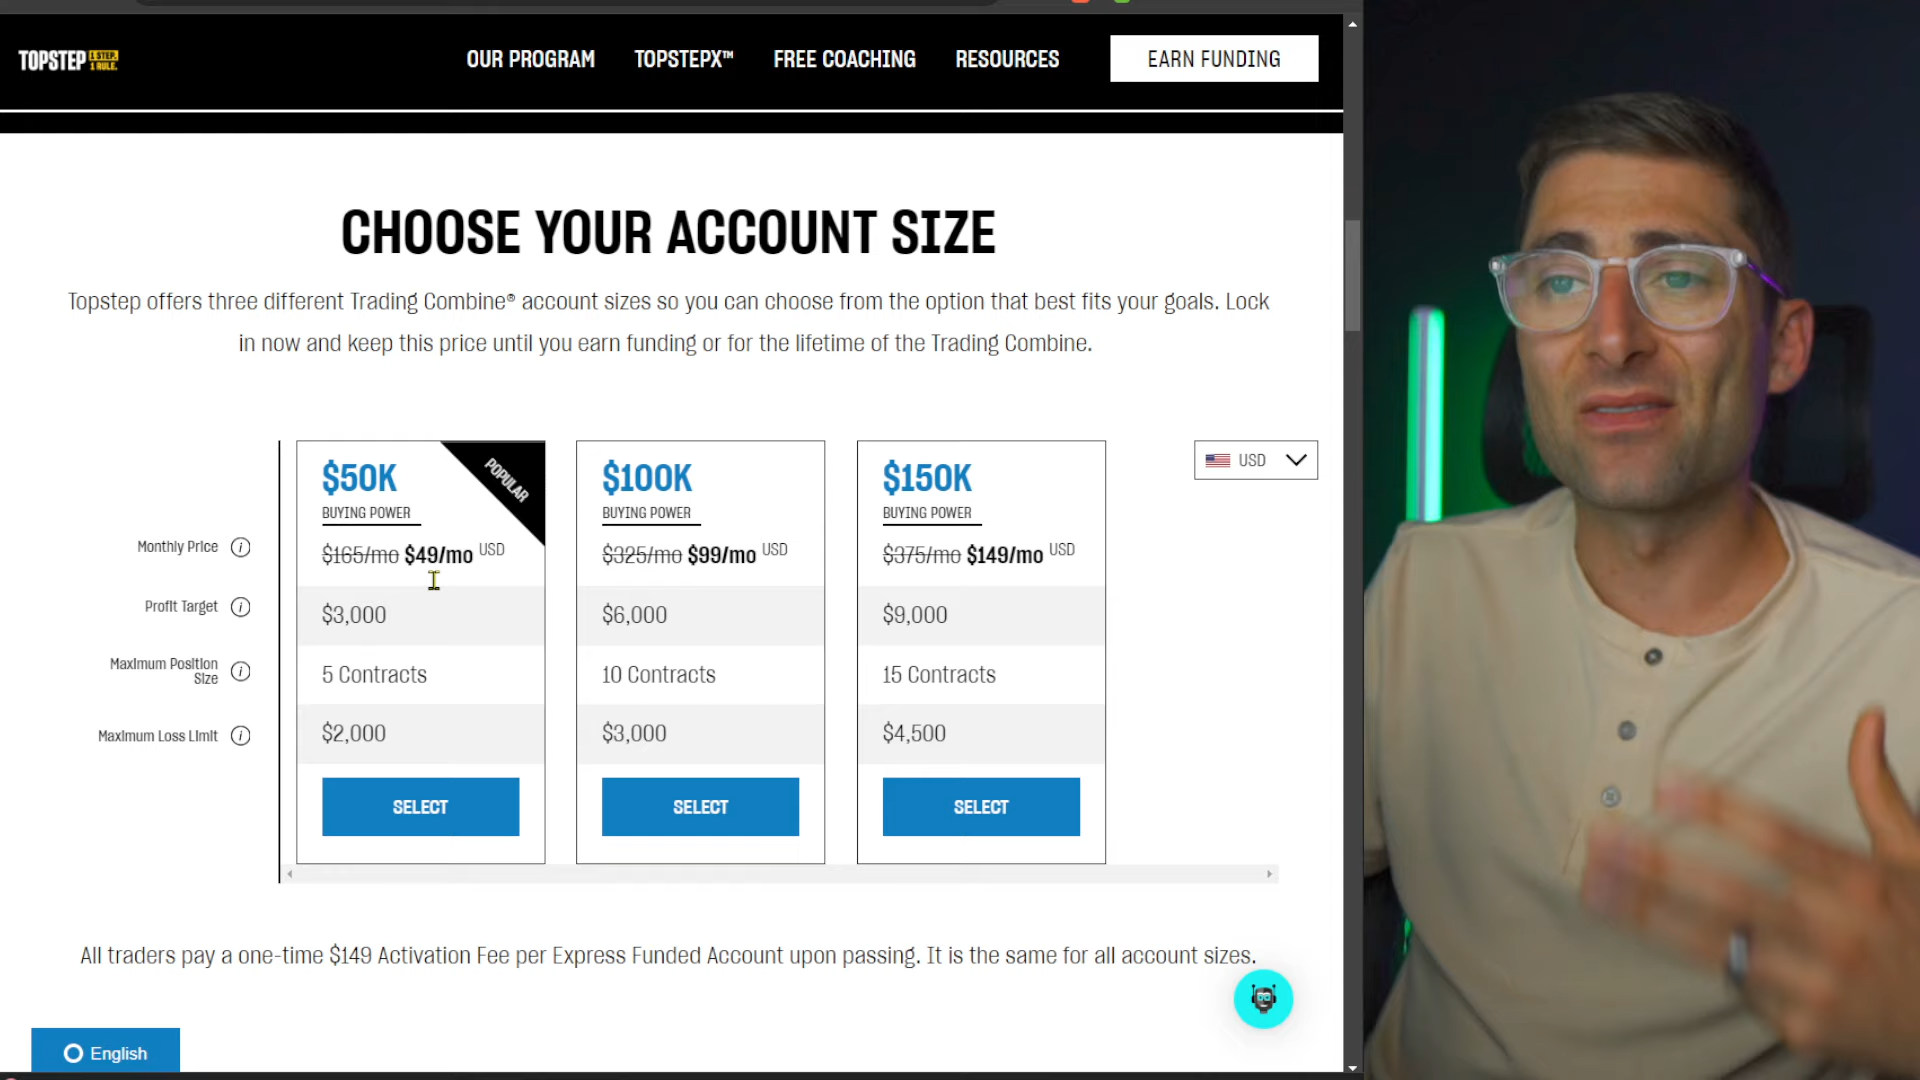 TOPSTEP 1 STEP. 1 RULE.
OUR PROGRAM TOPSTEPX™ FREE COACHING RESOURCES EARN FUNDING
CHOOSE YOUR ACCOUNT SIZE
Topstep offers three different Trading Combine® account sizes so you can choose from the option that best fits your goals. Lock
in now and keep this price until you earn funding or for the lifetime of the Trading Combine.
USD
$50K POPULAR $100K $150K
BUYING POWER BUYING POWER BUYING POWER
Monthly Price i $165/mo $49/mo USD $325/mo $99/mo USD $375/mo $149/mo USD
Profit Target i $3,000 $6,000 $9,000
Maximum Position
Size i 5 Contracts 10 Contracts 15 Contracts
Maximum Loss Limit i $2,000 $3,000 $4,500
SELECT SELECT SELECT
All traders pay a one-time $149 Activation Fee per Express Funded Account upon passing. It is the same for all account sizes.
English